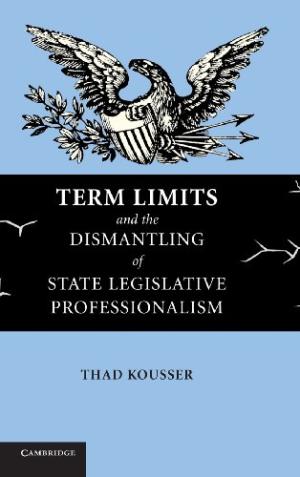 TERM LIMITS
and the
DISMANTLING
of
STATE LEGISLATIVE
PROFESSIONALISM
THAD KOUSSER
CAMBRIDGE